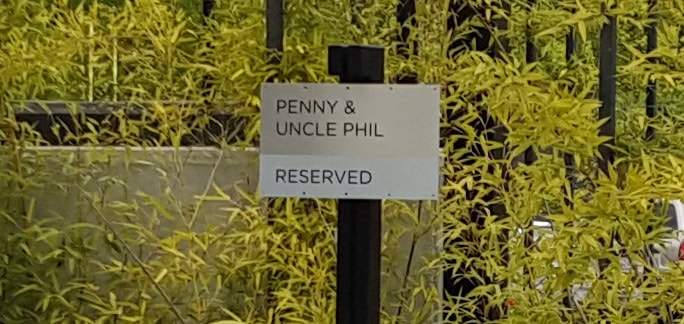 PENNY &
UNCLE PHIL
RESERVED